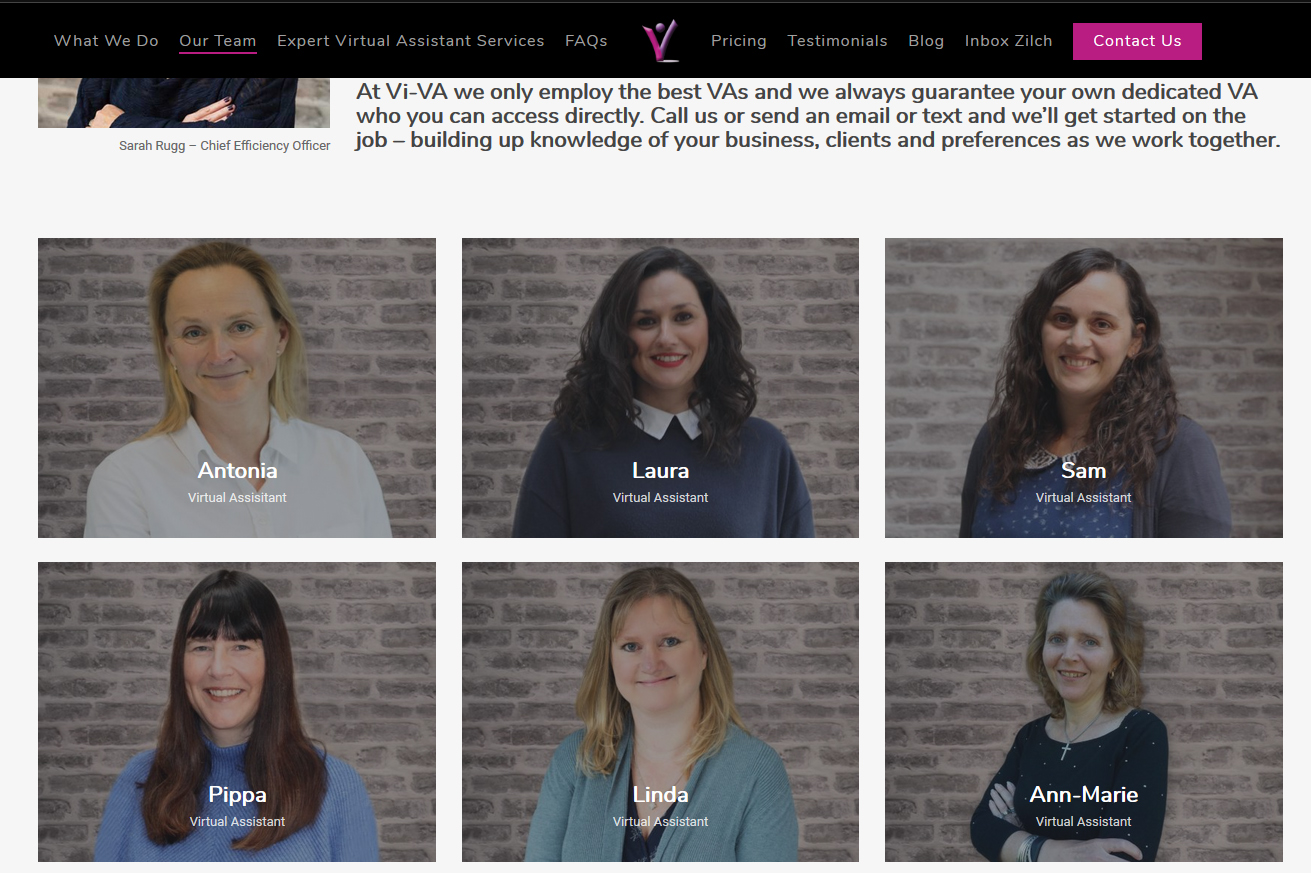 What We Do Our Team Expert Virtual Assistant Services FAQs Pricing Testimonials Blog Inbox Zilch Contact Us
At Vi-VA we only employ the best VAs and we always guarantee your own dedicated VA
who you can access directly. Call us or send an email or text and we’ll get started on the
job – building up knowledge of your business, clients and preferences as we work together.
Sarah Rugg – Chief Efficiency Officer
Antonia
Virtual Assisitant
Laura
Virtual Assistant
Sam
Virtual Assistant
Pippa
Virtual Assistant
Linda
Virtual Assistant
Ann-Marie
Virtual Assistant